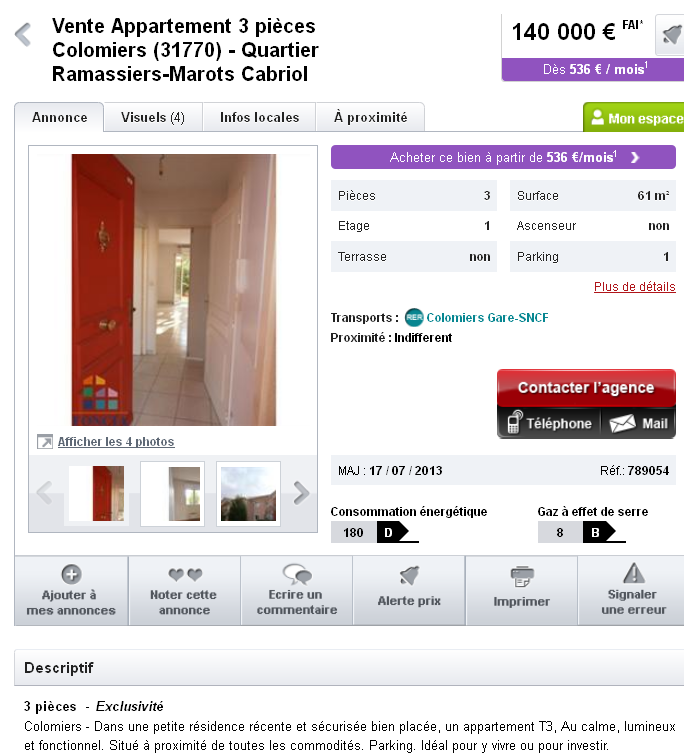 Vente Appartement 3 pièces
Colomiers (31770) - Quartier
Ramassiers-Marots Cabriol
140 000 € FAI*
Dès 536 € / mois1
Annonce
Visuels (4)
Infos locales
À proximité
Mon espace
Acheter ce bien à partir de 536 €/mois1
Pièces 3
Surface 61 m²
Etage 1
Ascenseur non
Terrasse non
Parking 1
Plus de détails
Transports : RER Colomiers Gare-SNCF
Proximité : Indifferent
Contacter l'agence
Téléphone
Mail
FONCIA
Afficher les 4 photos
MAJ : 17 / 07 / 2013
Réf.: 789054
Consommation énergétique
180 D
Gaz à effet de serre
8 B
Ajouter à
mes annonces
Noter cette
annonce
Ecrire un
commentaire
Alerte prix
Imprimer
Signaler
une erreur
Descriptif
3 pièces - Exclusivité
Colomiers - Dans une petite résidence récente et sécurisée bien placée, un appartement T3, Au calme, lumineux
et fonctionnel. Situé à proximité de toutes les commodités. Parking. Idéal pour y vivre ou pour investir.